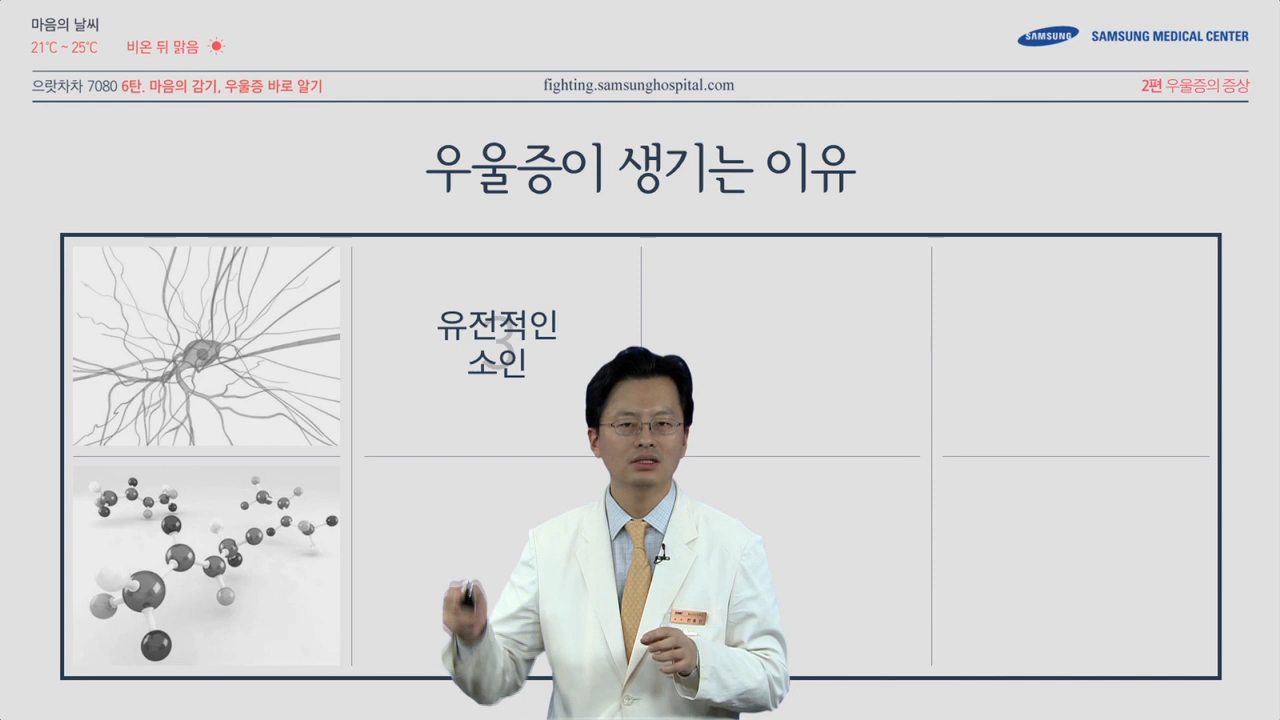 마음의 날씨
21℃ ~ 25℃ 비온 뒤 맑음
SAMSUNG SAMSUNG MEDICAL CENTER
으랏차차 7080 6탄. 마음의 감기, 우울증 바로 알기
fighting.samsunghospital.com
2편 우울증의 증상
우울증이 생기는 이유
3
유전적인
소인